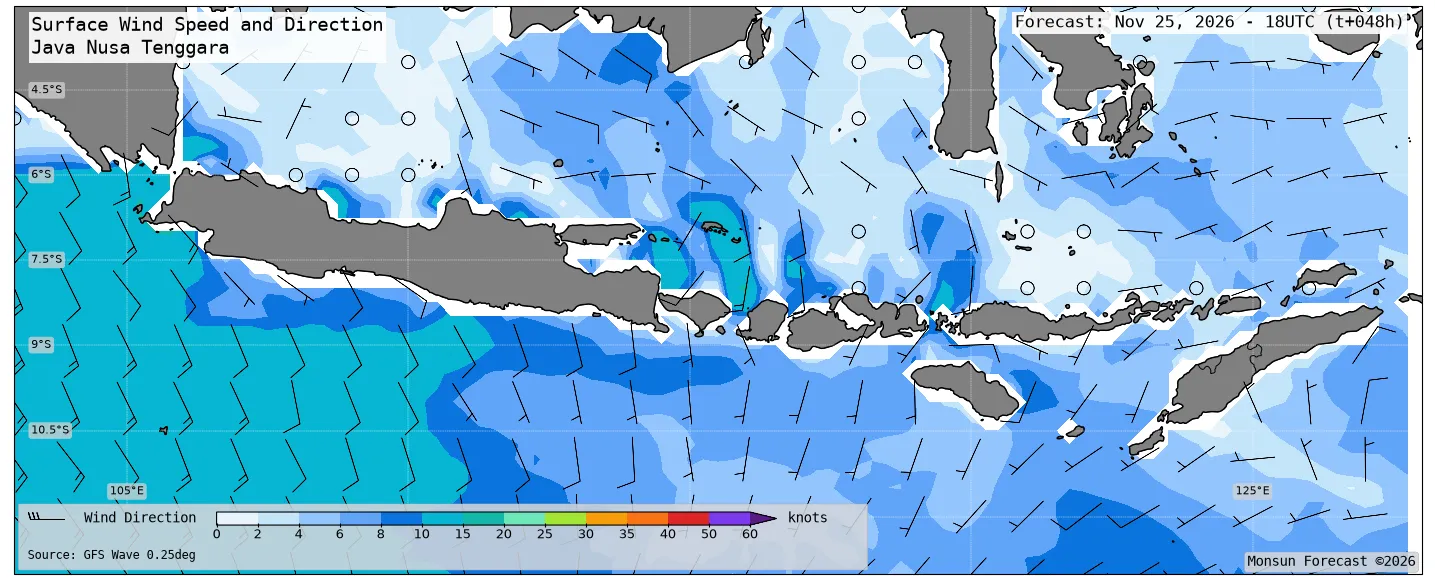 Surface Wind Speed and Direction
Java Nusa Tenggara
Forecast: Nov 25, 2026 - 18UTC (t+048h)
4.5°S
6°S
7.5°S
9°S
10.5°S
105°E
125°E
Wind Direction
0 2 4 6 8 10 15 20 25 30 35 40 50 60
knots
Source: GFS Wave 0.25deg
Monsun Forecast ©2026